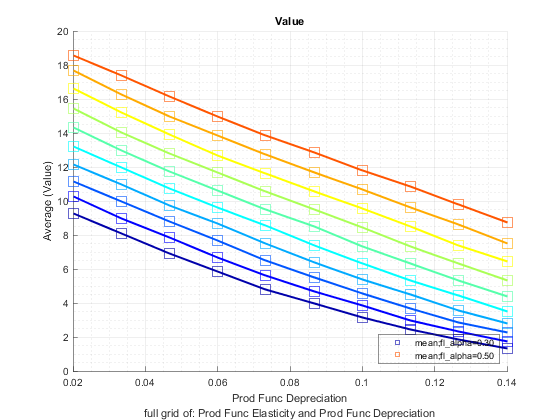 Value
20
18
16
14
12
10
8
6
4
2
0
Average (Value)
mean;fl_alpha=0.30
mean;fl_alpha=0.50
0.02 0.04 0.06 0.08 0.1 0.12 0.14
Prod Func Depreciation
full grid of: Prod Func Elasticity and Prod Func Depreciation